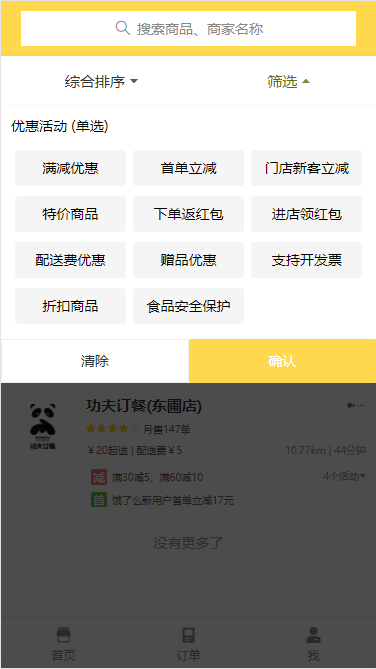 搜索商品、商家名称
综合排序 筛选
优惠活动 (单选)
满减优惠 首单立减 门店新客立减
特价商品 下单返红包 进店领红包
配送费优惠 赠品优惠 支持开发票
折扣商品 食品安全保护
清除 确认
功夫订餐(东圃店)
月售147单
¥20起送 | 配送费¥5 10.77km | 44分钟
减 满30减5，满60减10 4个活动
首 饿了么新用户首单立减17元
功夫订餐
没有更多了
首页 订单 我